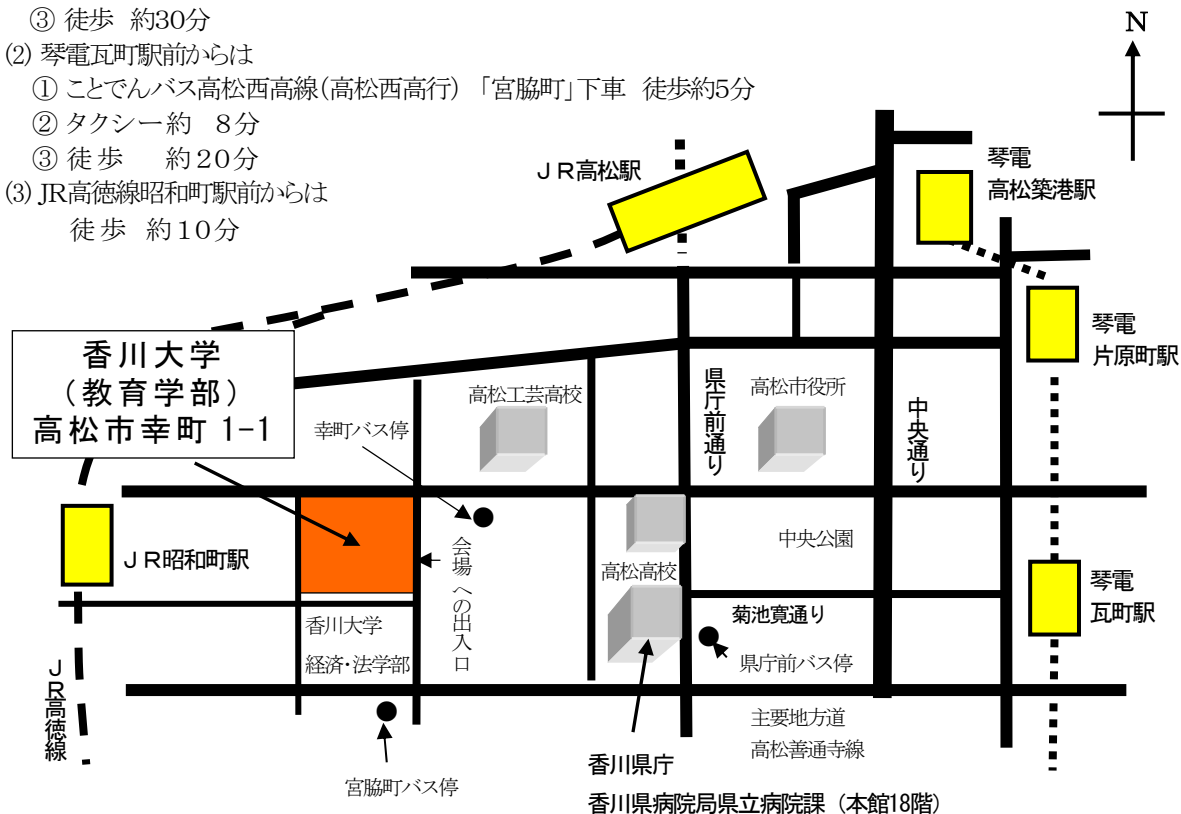 ③ 徒歩 約30分
(2) 琴電瓦町駅前からは
① ことでんバス高松西高線(高松西高行) 「宮脇町」下車 徒歩約5分
② タクシー約 8分
③ 徒歩 約20分
(3) JR高徳線昭和町駅前からは
徒歩 約10分
N
JR高松駅
琴電
高松築港駅
琴電
片原町駅
香川大学
(教育学部)
高松市幸町 1-1
高松工芸高校
幸町バス停
県庁前通り
高松市役所
中央通り
JR昭和町駅
会場への出入口
高松高校
中央公園
琴電
瓦町駅
菊池寛通り
香川大学
経済・法学部
県庁前バス停
JR高徳線
宮脇町バス停
主要地方道
高松善通寺線
香川県庁
香川県病院局県立病院課(本館18階)